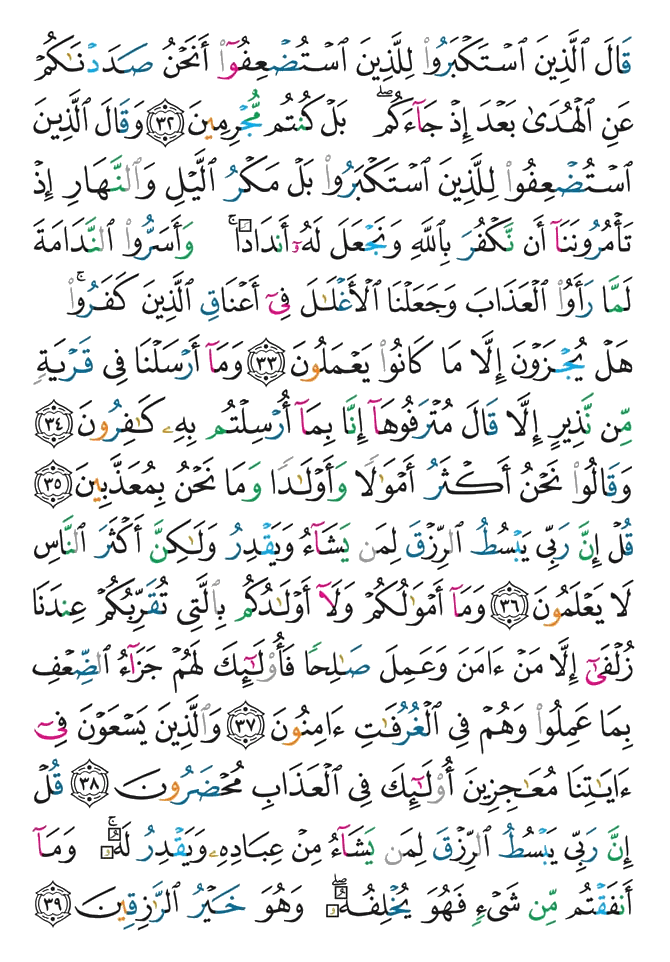 قَالَ ٱلَّذِينَ ٱسۡتَكۡبَرُوا۟ لِلَّذِينَ ٱسۡتُضۡعِفُوٓا۟ أَنَحۡنُ صَدَدۡنَـٰكُمۡ
عَنِ ٱلۡهُدَىٰ بَعۡدَ إِذۡ جَآءَكُمۖ بَلۡ كُنتُم مُّجۡرِمِينَ ﴿٣٢﴾ وَقَالَ ٱلَّذِينَ
ٱسۡتُضۡعِفُوا۟ لِلَّذِينَ ٱسۡتَكۡبَرُوا۟ بَلۡ مَكۡرُ ٱلَّيۡلِ وَٱلنَّهَارِ إِذۡ
تَأۡمُرُونَنَآ أَن نَّكۡفُرَ بِٱللَّهِ وَنَجۡعَلَ لَهُۥٓ أَندَادٗاۚ وَأَسَرُّوا۟ ٱلنَّدَامَةَ
لَمَّا رَأَوُا۟ ٱلۡعَذَابَ وَجَعَلۡنَا ٱلۡأَغۡلَـٰلَ فِيٓ أَعۡنَاقِ ٱلَّذِينَ كَفَرُوا۟ۚ
هَلۡ يُجۡزَوۡنَ إِلَّا مَا كَانُوا۟ يَعۡمَلُونَ ﴿٣٣﴾ وَمَآ أَرۡسَلۡنَا فِي قَرۡيَةٖ
مِّن نَّذِيرٍ إِلَّا قَالَ مُتۡرَفُوهَآ إِنَّا بِمَآ أُرۡسِلۡتُم بِهِۦ كَـٰفِرُونَ ﴿٣٤﴾
وَقَالُوا۟ نَحۡنُ أَكۡثَرُ أَمۡوَٰلٗا وَأَوۡلَـٰدٗا وَمَا نَحۡنُ بِمُعَذَّبِينَ ﴿٣٥﴾
قُلۡ إِنَّ رَبِّي يَبۡسُطُ ٱلرِّزۡقَ لِمَن يَشَآءُ وَيَقۡدِرُ وَلَـٰكِنَّ أَكۡثَرَ ٱلنَّاسِ
لَا يَعۡلَمُونَ ﴿٣٦﴾ وَمَآ أَمۡوَٰلُكُمۡ وَلَآ أَوۡلَـٰدُكُم بِٱلَّتِي تُقَرِّبُكُمۡ عِندَنَا
زُلۡفَىٰٓ إِلَّا مَنۡ ءَامَنَ وَعَمِلَ صَـٰلِحٗا فَأُو۟لَـٰٓئِكَ لَهُمۡ جَزَآءُ ٱلضِّعۡفِ
بِمَا عَمِلُوا۟ وَهُمۡ فِي ٱلۡغُرُفَـٰتِ ءَامِنُونَ ﴿٣٧﴾ وَٱلَّذِينَ يَسۡعَوۡنَ فِيٓ
ءَايَـٰتِنَا مُعَـٰجِزِينَ أُو۟لَـٰٓئِكَ فِي ٱلۡعَذَابِ مُحۡضَرُونَ ﴿٣٨﴾ قُلۡ
إِنَّ رَبِّي يَبۡسُطُ ٱلرِّزۡقَ لِمَن يَشَآءُ مِنۡ عِبَادِهِۦ وَيَقۡدِرُ لَهُۥۚ وَمَآ
أَنفَقۡتُم مِّن شَيۡءٖ فَهُوَ يُخۡلِفُهُۥۖ وَهُوَ خَيۡرُ ٱلرَّٰزِقِينَ ﴿٣٩﴾